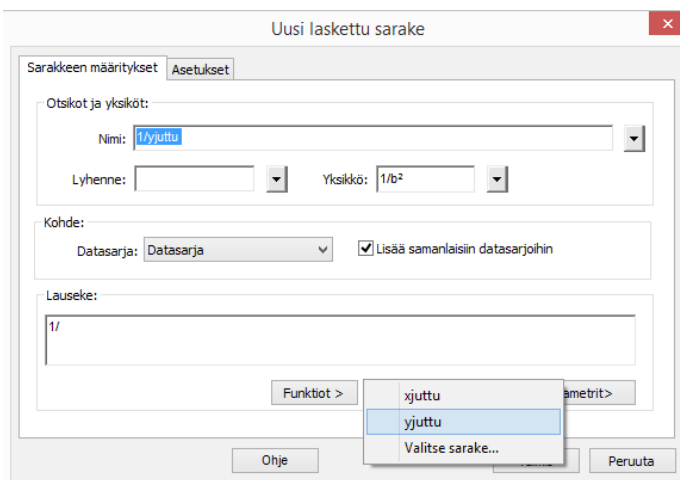 Uusi laskettu sarake
Sarakkeen määritykset Asetukset
Otsikot ja yksiköt:
Nimi: 1/yjuttu
Lyhenne: Yksikkö: 1/b²
Kohde:
Datasarja: Datasarja Lisää samanlaisiin datasarjoihin
Lauseke:
1/
Funktiot > ametrit>
xjuttu
yjuttu
Valitse sarake...
Ohje Peruuta